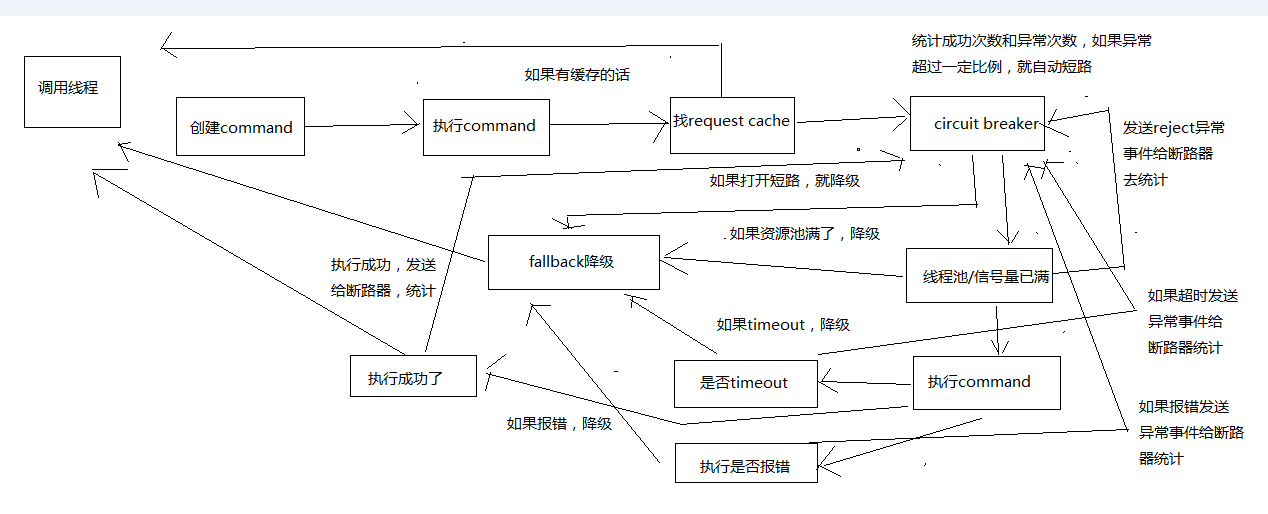 统计成功次数和异常次数，如果异常
超过一定比例，就自动短路
如果有缓存的话
调用线程
创建command
执行command
找request cache
circuit breaker
发送reject异常
事件给断路器
去统计
如果打开短路，就降级
如果资源池满了，降级
fallback降级
执行成功，发送
给断路器，统计
线程池/信号量已满
如果超时发送
异常事件给
断路器统计
如果timeout，降级
执行成功了
是否timeout
执行command
如果报错，降级
如果报错发送
异常事件给断路
器统计
执行是否报错